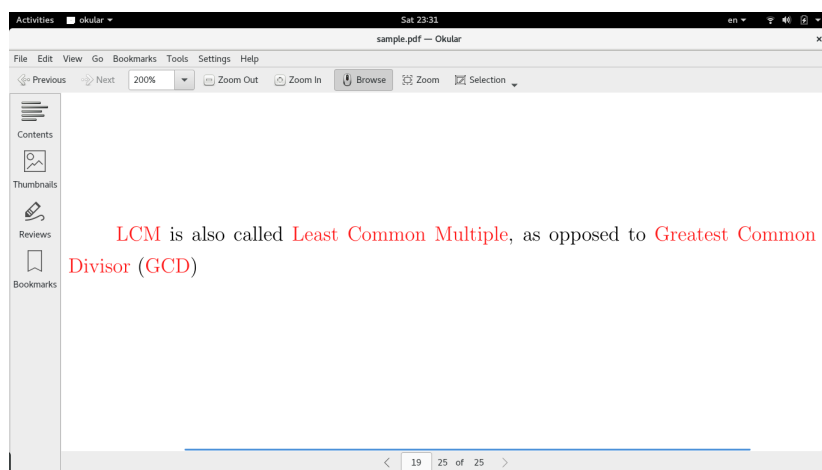 Activities okular Sat 23:31 en
sample.pdf — Okular
File Edit View Go Bookmarks Tools Settings Help
Previous Next 200% Zoom Out Zoom In Browse Zoom Selection
Contents
Thumbnails
Reviews
Bookmarks
LCM is also called Least Common Multiple, as opposed to Greatest Common
Divisor (GCD)
19 25 of 25